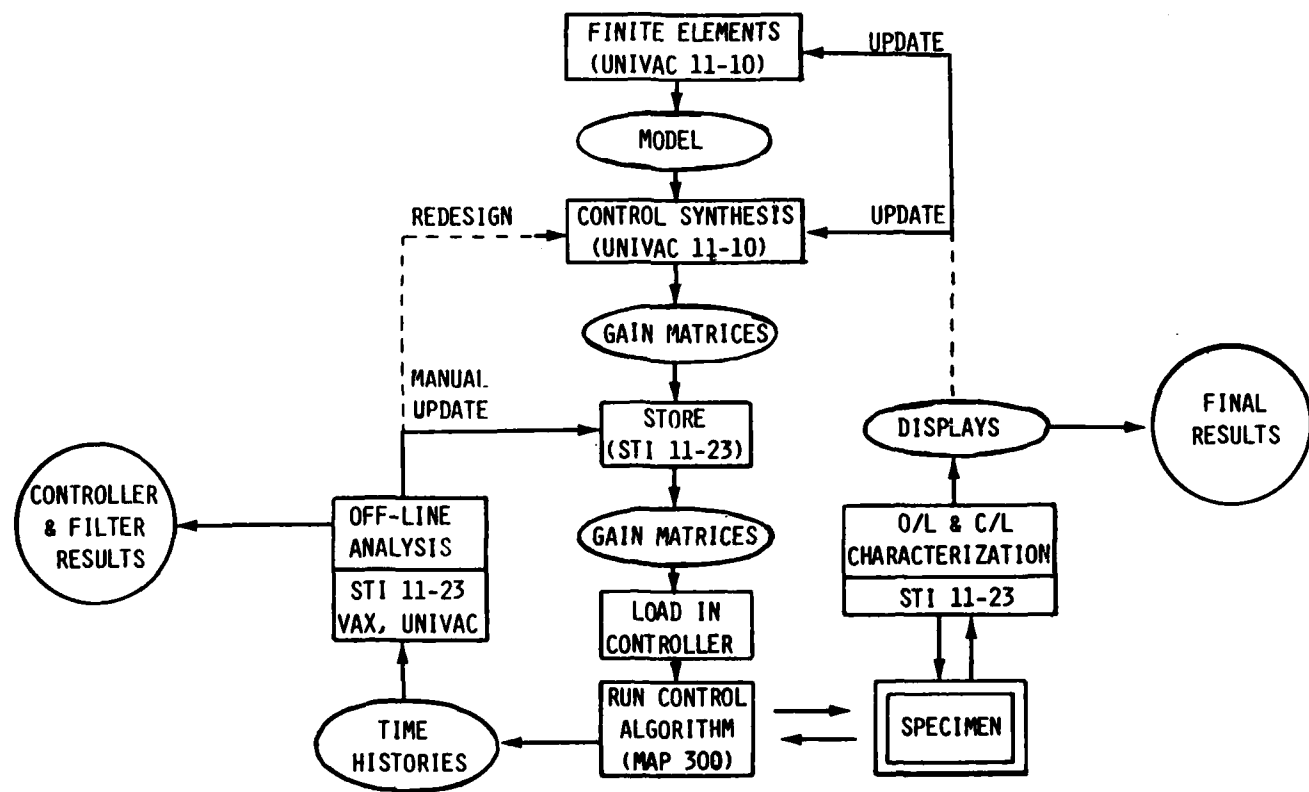 FINITE ELEMENTS
(UNIVAC 11-10)
UPDATE
MODEL
REDESIGN
CONTROL SYNTHESIS
(UNIVAC 11-10)
UPDATE
GAIN MATRICES
MANUAL
UPDATE
STORE
(STI 11-23)
DISPLAYS
FINAL
RESULTS
CONTROLLER
& FILTER
RESULTS
OFF-LINE
ANALYSIS
STI 11-23
VAX, UNIVAC
GAIN MATRICES
O/L & C/L
CHARACTERIZATION
STI 11-23
LOAD IN
CONTROLLER
TIME
HISTORIES
RUN CONTROL
ALGORITHM
(MAP 300)
SPECIMEN